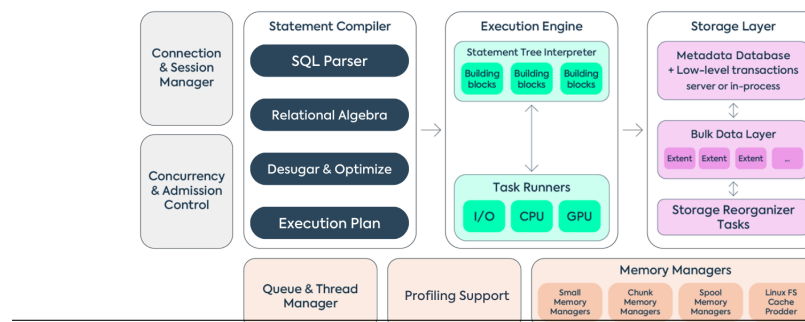 Connection
& Session
Manager
Concurrency
& Admission
Control
Statement Compiler
SQL Parser
Relational Algebra
Desugar & Optimize
Execution Plan
Execution Engine
Statement Tree Interpreter
Building
blocks
Building
blocks
Building
blocks
Task Runners
I/O
CPU
GPU
Storage Layer
Metadata Database
+ Low-level transactions
server or in-process
Bulk Data Layer
Extent
Extent
Extent
...
Storage Reorganizer
Tasks
Queue & Thread
Manager
Profiling Support
Memory Managers
Small
Memory
Managers
Chunk
Memory
Managers
Spool
Memory
Managers
Linux FS
Cache
Prodder